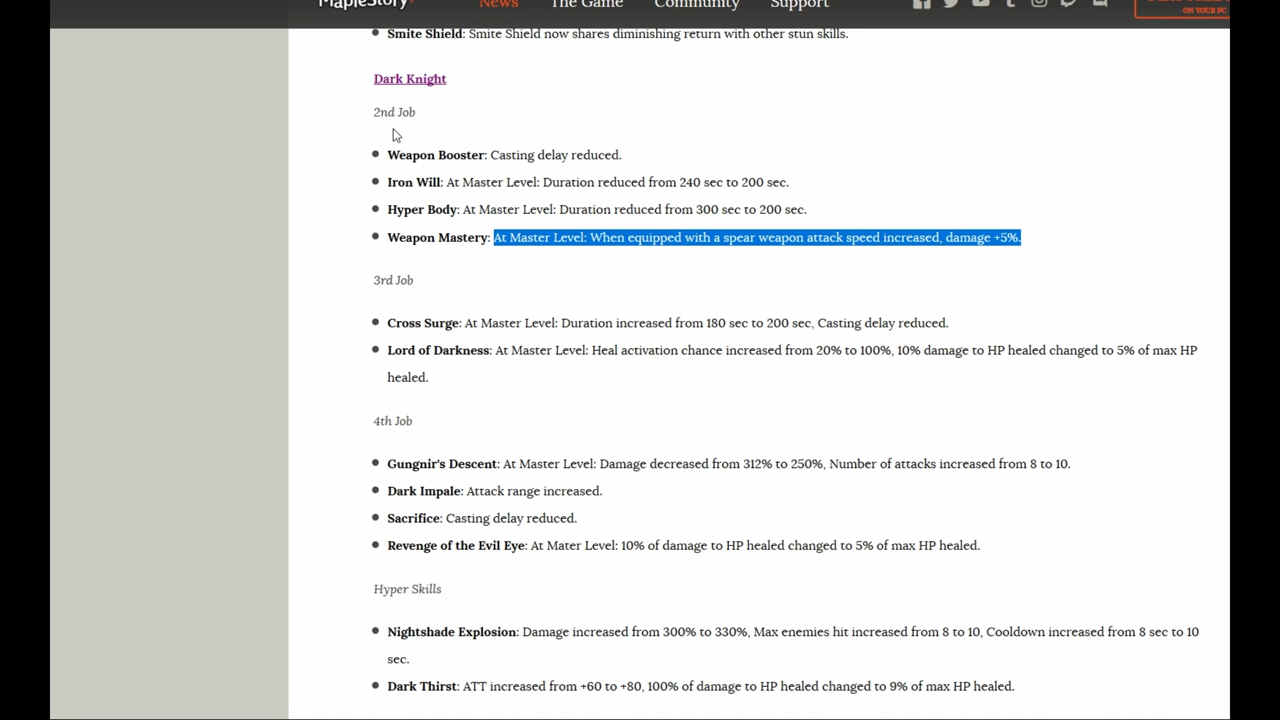 MapleStory
News
The Game
Community
Support
ON YOUR PC
Smite Shield: Smite Shield now shares diminishing return with other stun skills.
Dark Knight
2nd Job
Weapon Booster: Casting delay reduced.
Iron Will: At Master Level: Duration reduced from 240 sec to 200 sec.
Hyper Body: At Master Level: Duration reduced from 300 sec to 200 sec.
Weapon Mastery: At Master Level: When equipped with a spear weapon attack speed increased, damage +5%.
3rd Job
Cross Surge: At Master Level: Duration increased from 180 sec to 200 sec, Casting delay reduced.
Lord of Darkness: At Master Level: Heal activation chance increased from 20% to 100%, 10% damage to HP healed changed to 5% of max HP
healed.
4th Job
Gungnir's Descent: At Master Level: Damage decreased from 312% to 250%, Number of attacks increased from 8 to 10.
Dark Impale: Attack range increased.
Sacrifice: Casting delay reduced.
Revenge of the Evil Eye: At Mater Level: 10% of damage to HP healed changed to 5% of max HP healed.
Hyper Skills
Nightshade Explosion: Damage increased from 300% to 330%, Max enemies hit increased from 8 to 10, Cooldown increased from 8 sec to 10
sec.
Dark Thirst: ATT increased from +60 to +80, 100% of damage to HP healed changed to 9% of max HP healed.